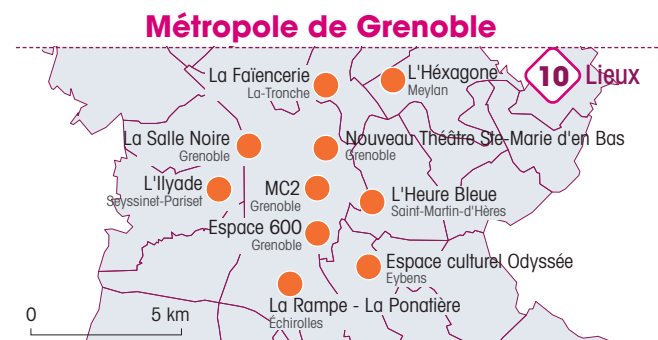 Métropole de Grenoble
La Faïencerie
La-Tronche
L'Héxagone
Meylan
10 Lieux
La Salle Noire
Grenoble
Nouveau Théâtre Ste-Marie d'en Bas
Grenoble
L'Ilyade
Seyssinet-Pariset
MC2
Grenoble
L'Heure Bleue
Saint-Martin-d'Hères
Espace 600
Grenoble
Espace culturel Odyssée
Eybens
La Rampe - La Ponatière
Échirolles
0 5 km